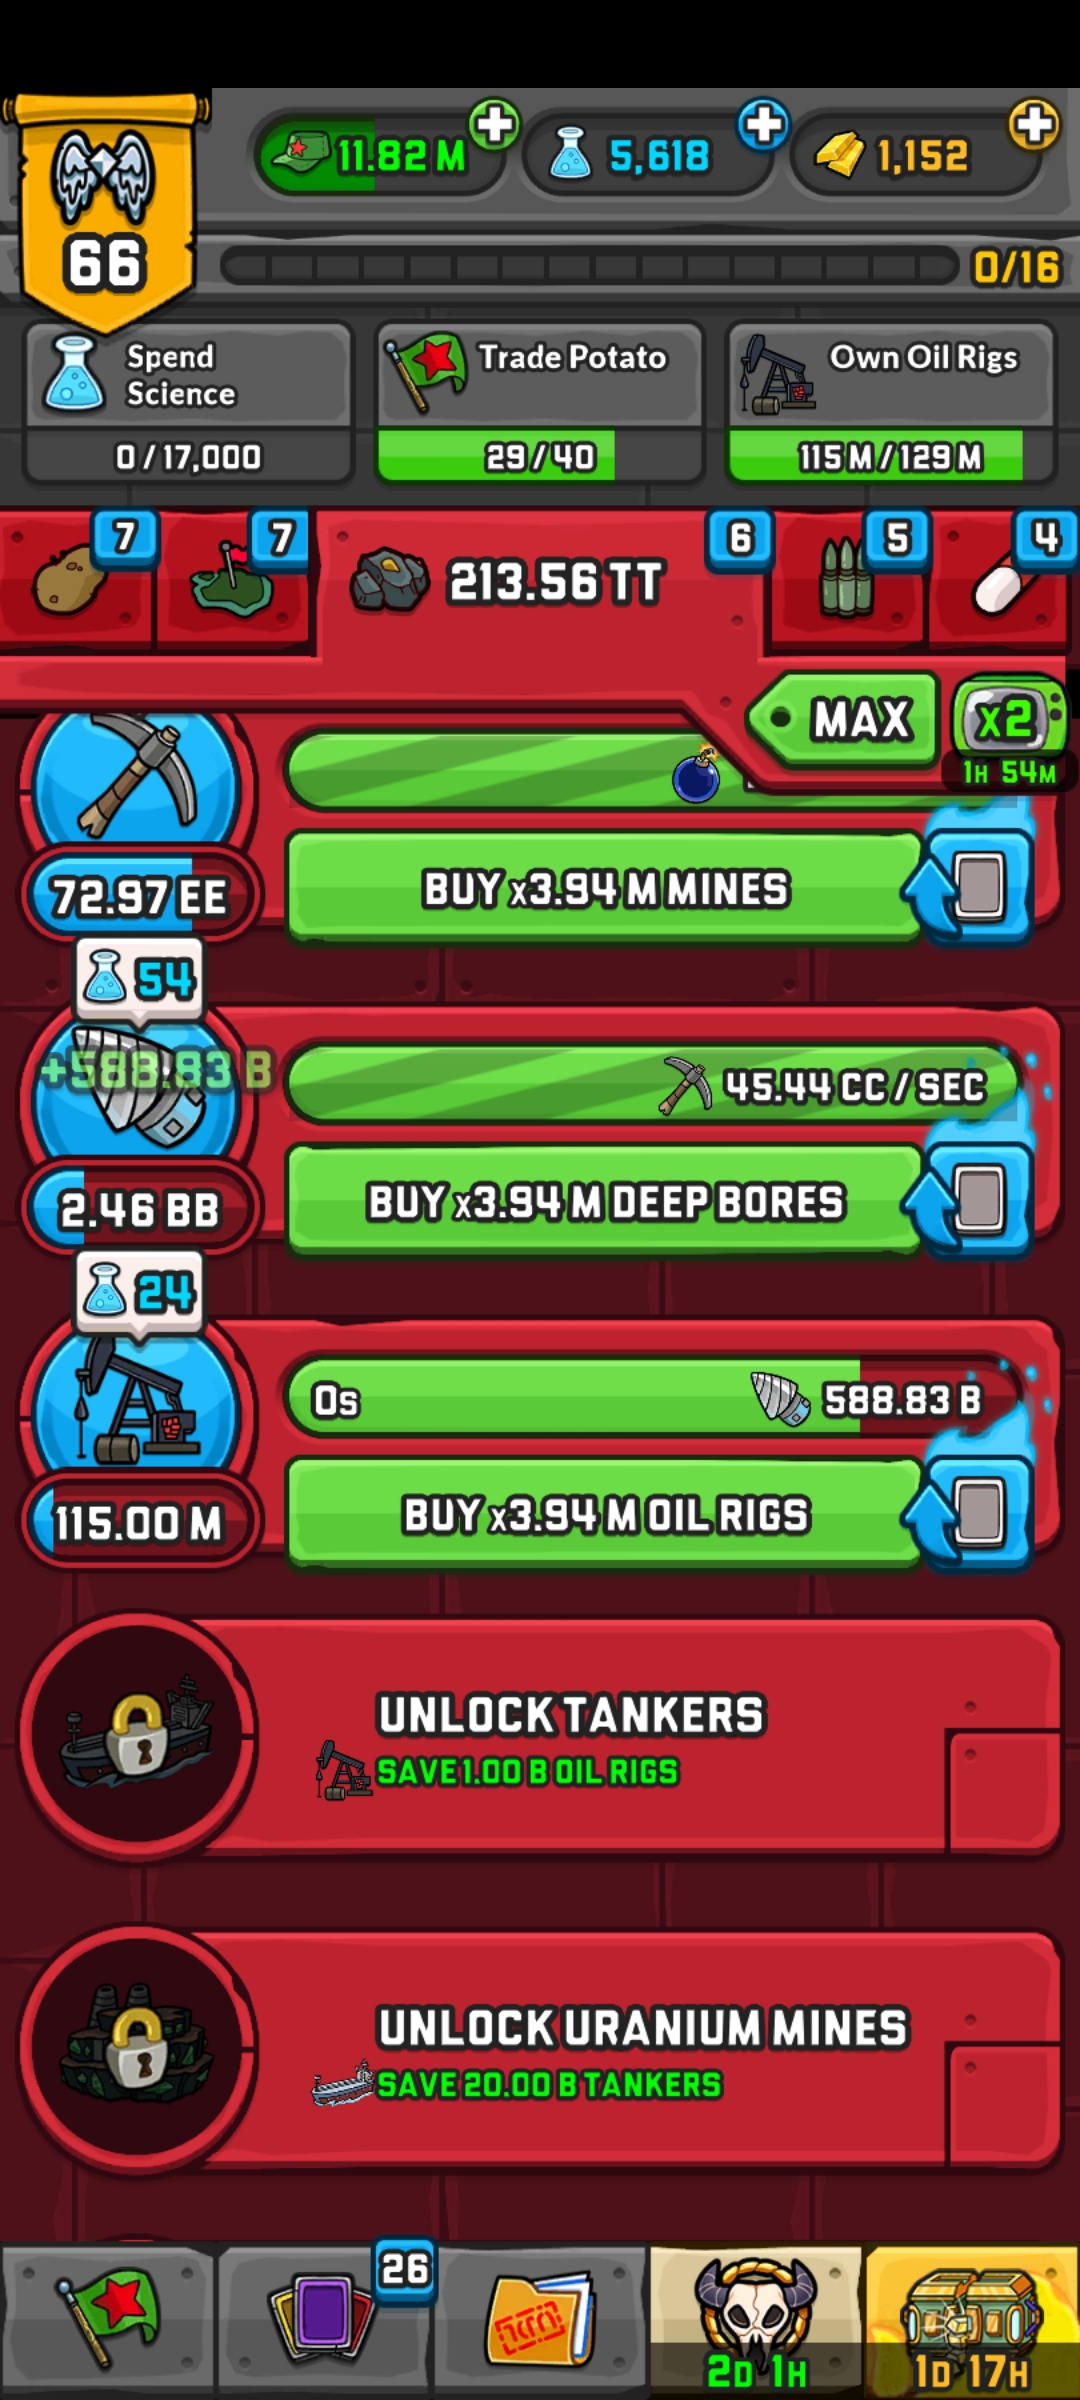 11.82 M
5,618
1,152
66
0/16
Spend
Science
0 / 17,000
Trade Potato
29 / 40
Own Oil Rigs
115 M / 129 M
7
7
213.56 TT
6
5
4
MAX
x2
1H 54M
72.97 EE
BUY x3.94 M MINES
54
+588.83 B
45.44 CC / SEC
2.46 BB
BUY x3.94 M DEEP BORES
24
0s
588.83 B
115.00 M
BUY x3.94 M OIL RIGS
UNLOCK TANKERS
SAVE 1.00 B OIL RIGS
UNLOCK URANIUM MINES
SAVE 20.00 B TANKERS
26
2D 1H
1D 17H